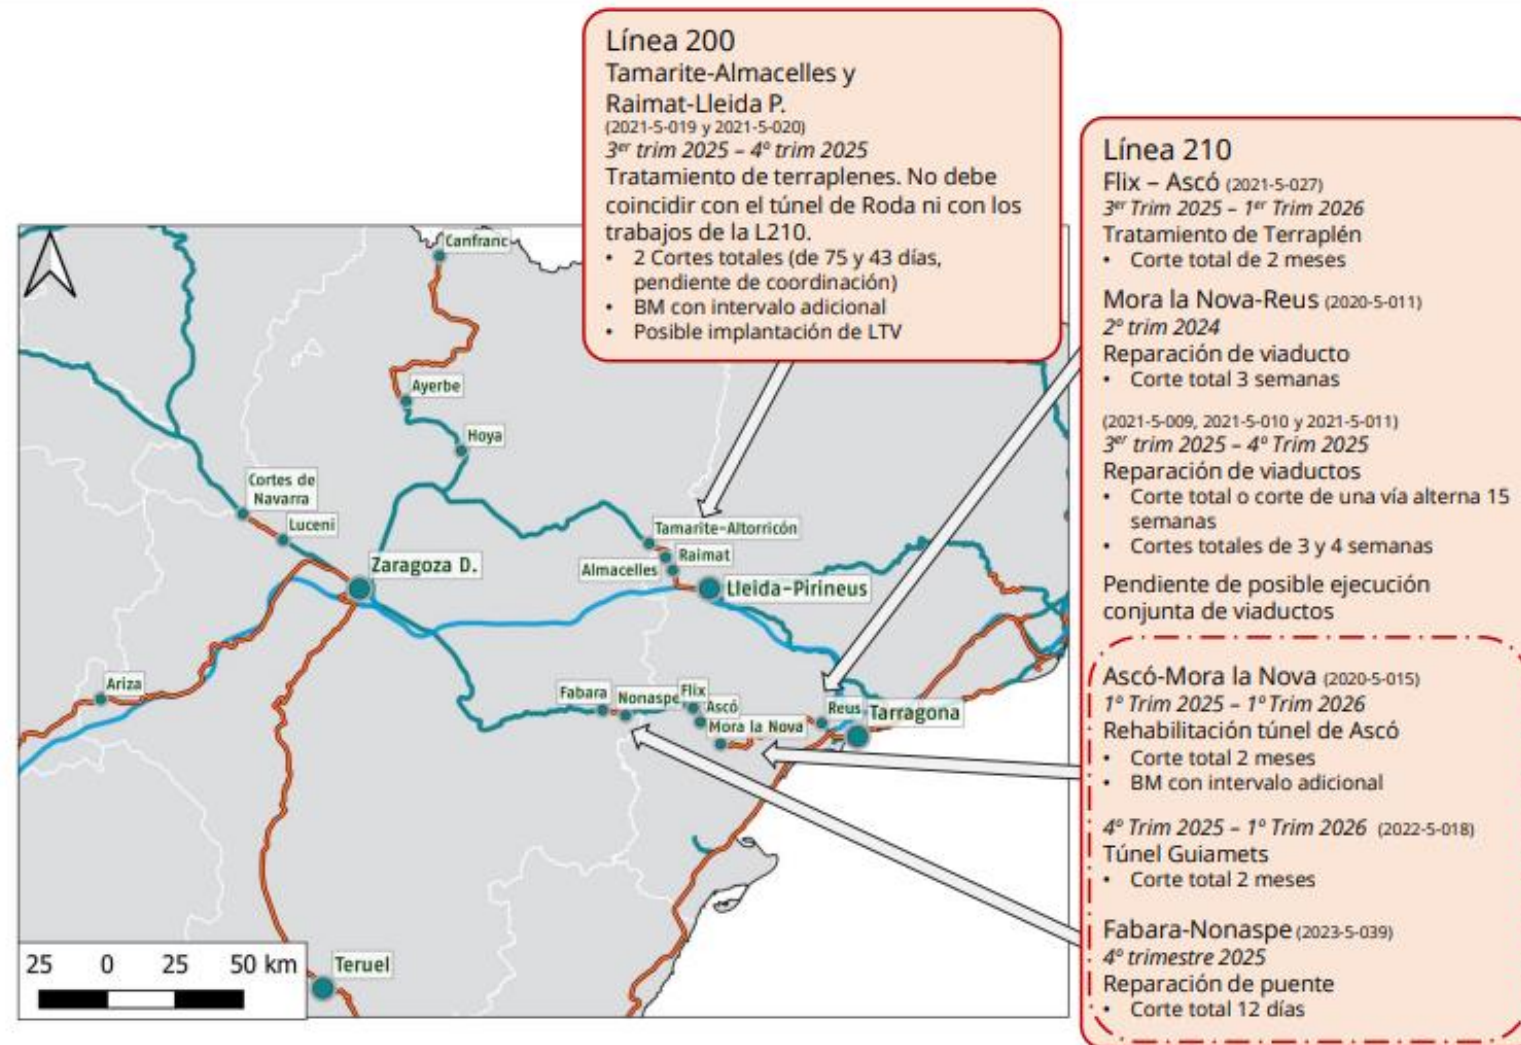 Línea 200
Tamarite-Almacelles y
Raimat-Lleida P.
(2021-5-019 y 2021-5-020)
3er trim 2025 – 4º trim 2025
Tratamiento de terraplenes. No debe
coincidir con el túnel de Roda ni con los
trabajos de la L210.
• 2 Cortes totales (de 75 y 43 días,
pendiente de coordinación)
• BM con intervalo adicional
• Posible implantación de LTV
Línea 210
Flix – Ascó (2021-5-027)
3er Trim 2025 – 1er Trim 2026
Tratamiento de Terraplén
• Corte total de 2 meses
Mora la Nova-Reus (2020-5-011)
2º trim 2024
Reparación de viaducto
• Corte total 3 semanas
(2021-5-009, 2021-5-010 y 2021-5-011)
3er trim 2025 – 4º Trim 2025
Reparación de viaductos
• Corte total o corte de una vía alterna 15
semanas
• Cortes totales de 3 y 4 semanas
Pendiente de posible ejecución
conjunta de viaductos
Ascó-Mora la Nova (2020-5-015)
1º Trim 2025 – 1º Trim 2026
Rehabilitación túnel de Ascó
• Corte total 2 meses
• BM con intervalo adicional
4º Trim 2025 – 1º Trim 2026 (2022-5-018)
Túnel Guiamets
• Corte total 2 meses
Fabara-Nonaspe (2023-5-039)
4º trimestre 2025
Reparación de puente
• Corte total 12 días
Canfranc
Ayerbe
Hoya
Cortes de
Navarra
Luceni
Zaragoza D.
Tamarite-Altorricón
Raimat
Almacelles
Lleida-Pirineus
Ariza
Fabara
Nonaspe
Flix
Ascó
Mora la Nova
Reus
Tarragona
Teruel
25 0 25 50 km